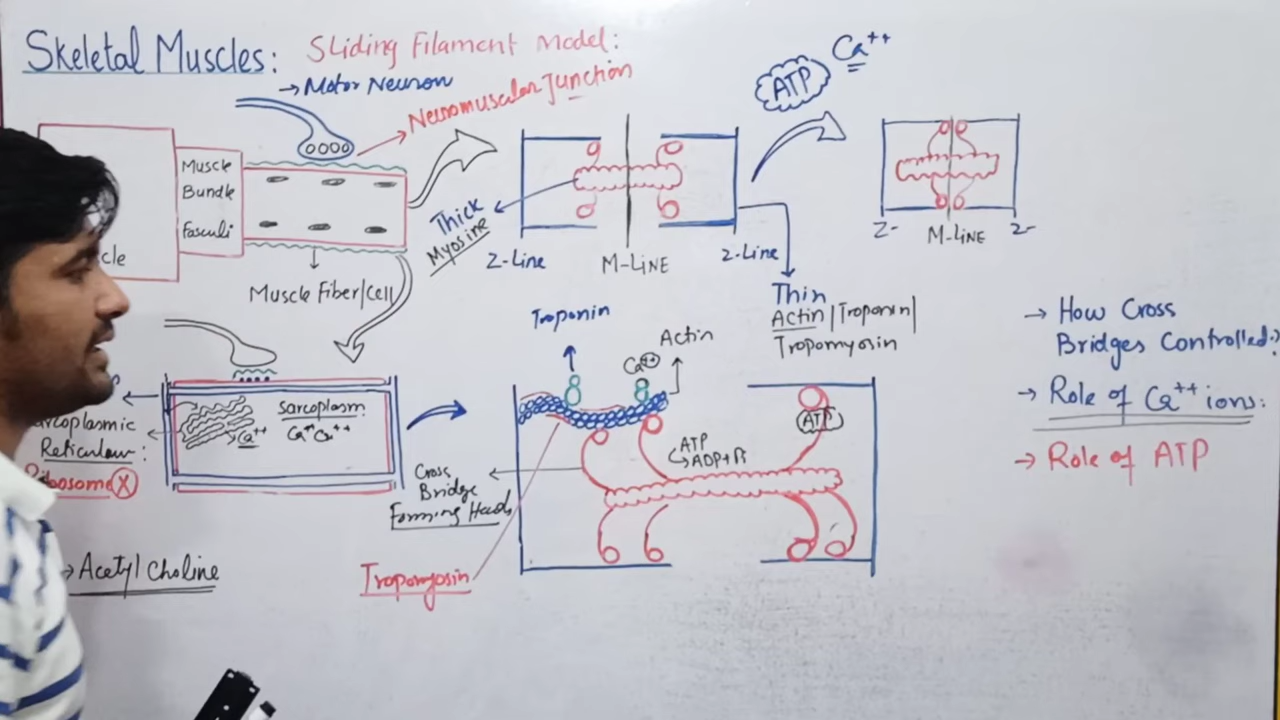 Skeletal Muscles: Sliding Filament Model:
→ Motor Neuron
Neuromuscular Junction
Muscle
Bundle
Fasculi
cle
Muscle Fiber/Cell
Thick
Myosine
Z-Line
M-LINE
Z-Line
ATP
Ca++
Z-
M-LINE
Z-
Thin
Actin/Troponin/
Tropomyosin
→ How Cross
Bridges Controlled?
→ Role of Ca++ ions:
→ Role of ATP
Sarcoplasm:
Ca++ Ca++
Ca++
rcoplasmic
Reticulum:
Ribosome X
→ Acetyl Choline
Troponin
Actin
Ca++
ATP
ATP
ADP+Pi
Cross
Bridge
Forming Heads
Tropomyosin